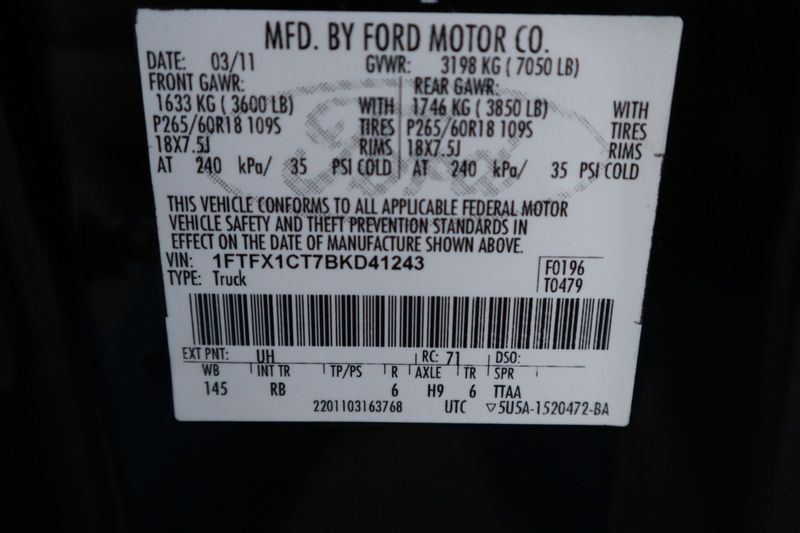 MFD. BY FORD MOTOR CO.
DATE: 03/11 GVWR: 3198 KG ( 7050 LB)
FRONT GAWR: REAR GAWR:
1633 KG ( 3600 LB) WITH 1746 KG ( 3850 LB) WITH
P265/60R18 109S TIRES P265/60R18 109S TIRES
18X7.5J RIMS 18X7.5J RIMS
AT 240 kPa/ 35 PSI COLD AT 240 kPa/ 35 PSI COLD
THIS VEHICLE CONFORMS TO ALL APPLICABLE FEDERAL MOTOR
VEHICLE SAFETY AND THEFT PREVENTION STANDARDS IN
EFFECT ON THE DATE OF MANUFACTURE SHOWN ABOVE.
VIN: 1FTFX1CT7BKD41243 F0196
TYPE: Truck T0479
EXT PNT: UH RC: 71 DSO:
WB INT TR TP/PS R AXLE TR SPR
145 RB 6 H9 6 TTAA
2201103163768 UTC ▽5U5A-1520472-BA